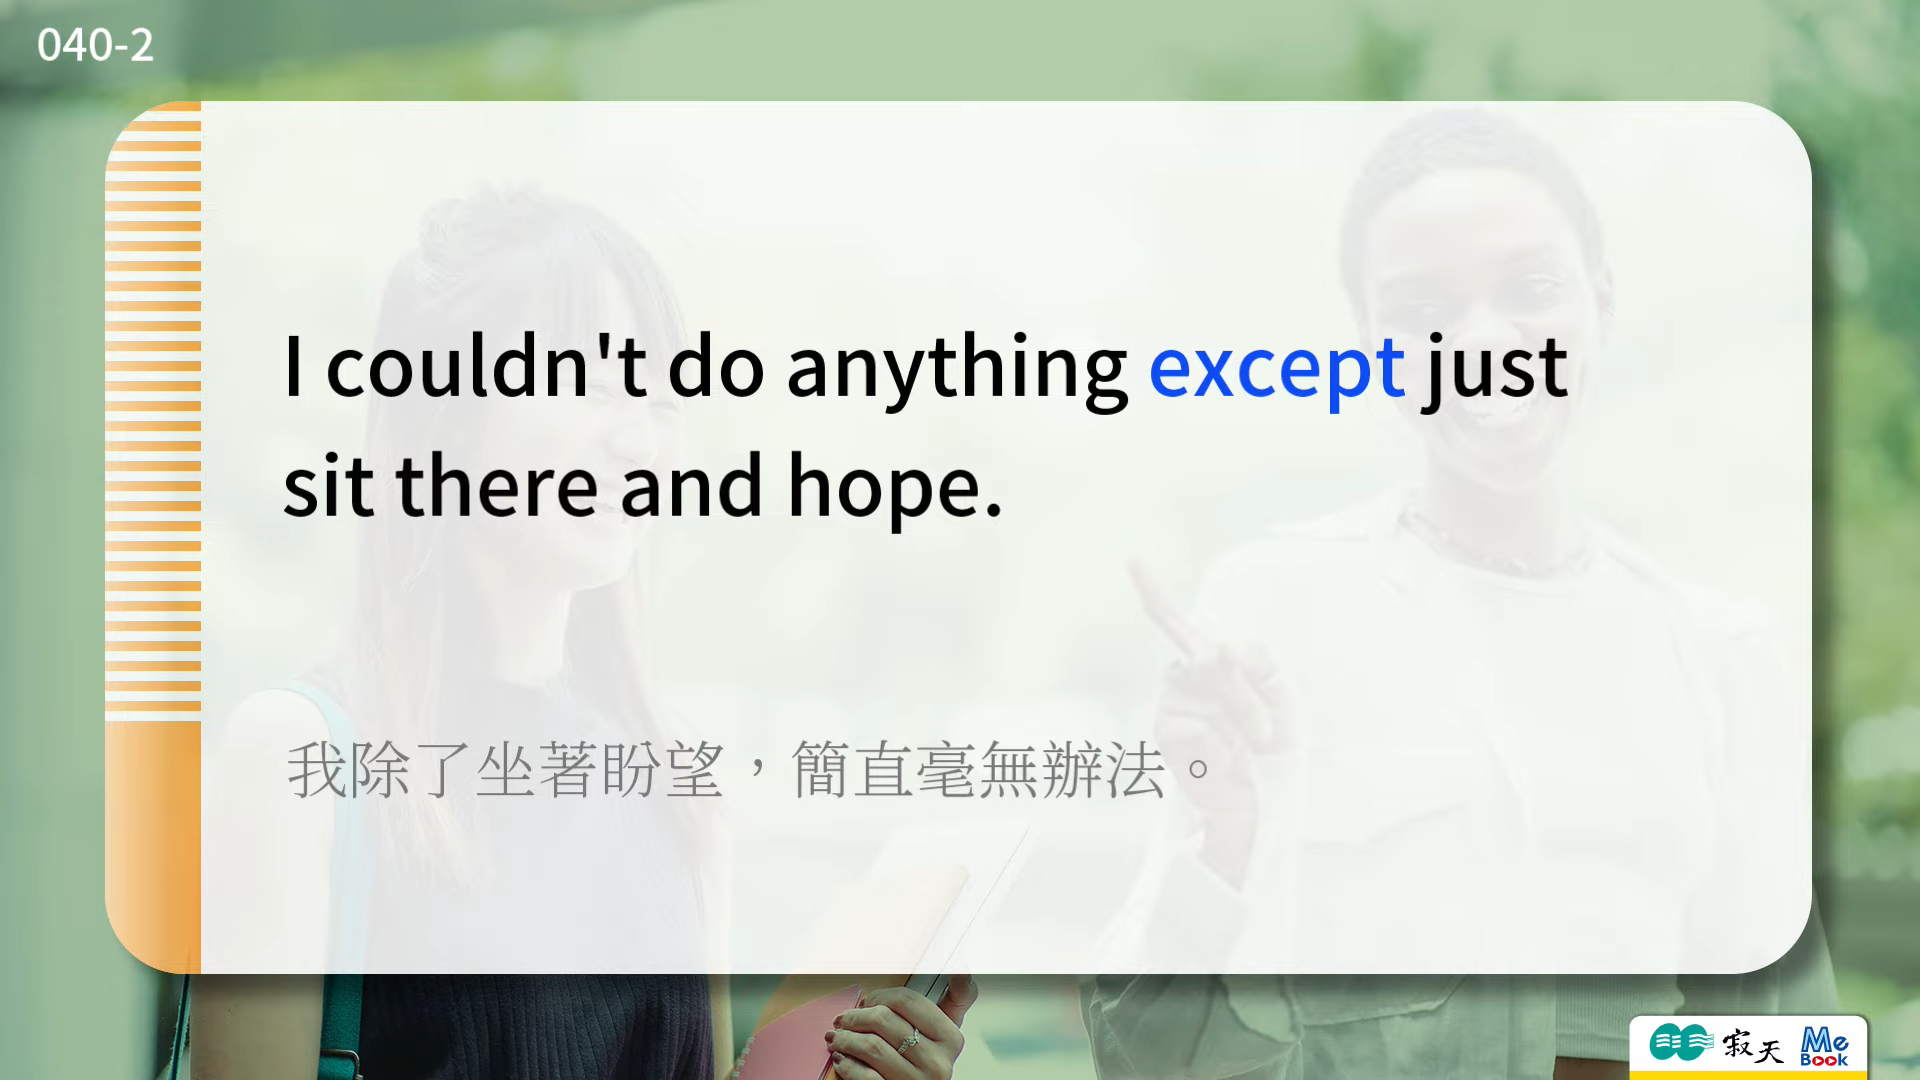 040-2
I couldn't do anything except just
sit there and hope.
我除了坐著盼望，簡直毫無辦法。
寂天
Me
Book